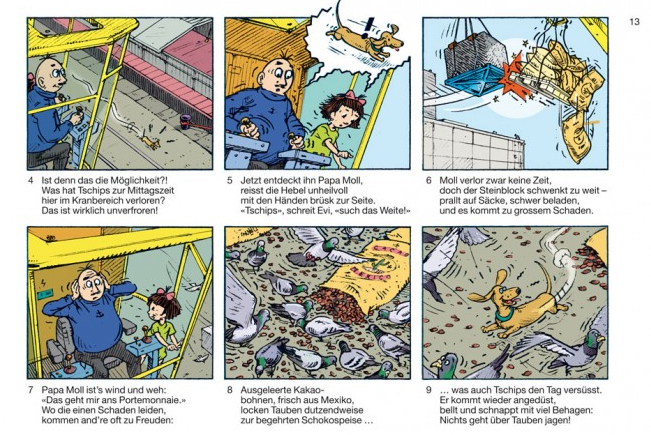 13
4 Ist denn das die Möglichkeit?!
Was hat Tschips zur Mittagszeit
hier im Kranbereich verloren?
Das ist wirklich unverfroren!
5 Jetzt entdeckt ihn Papa Moll,
reisst die Hebel unheilvoll
mit den Händen brüsk zur Seite.
«Tschips», schreit Evi, «such das Weite!»
6 Moll verlor zwar keine Zeit,
doch der Steinblock schwenkt zu weit –
prallt auf Säcke, schwer beladen,
und es kommt zu grossem Schaden.
7 Papa Moll ist's wind und weh:
«Das geht mir ans Portemonnaie.»
Wo die einen Schaden leiden,
kommen and're oft zu Freuden:
MEXICO
8 Ausgeleerte Kakao-
bohnen, frisch aus Mexiko,
locken Tauben dutzendweise
zur begehrten Schokospeise …
9 … was auch Tschips den Tag versüsst.
Er kommt wieder angedüst,
bellt und schnappt mit viel Behagen:
Nichts geht über Tauben jagen!